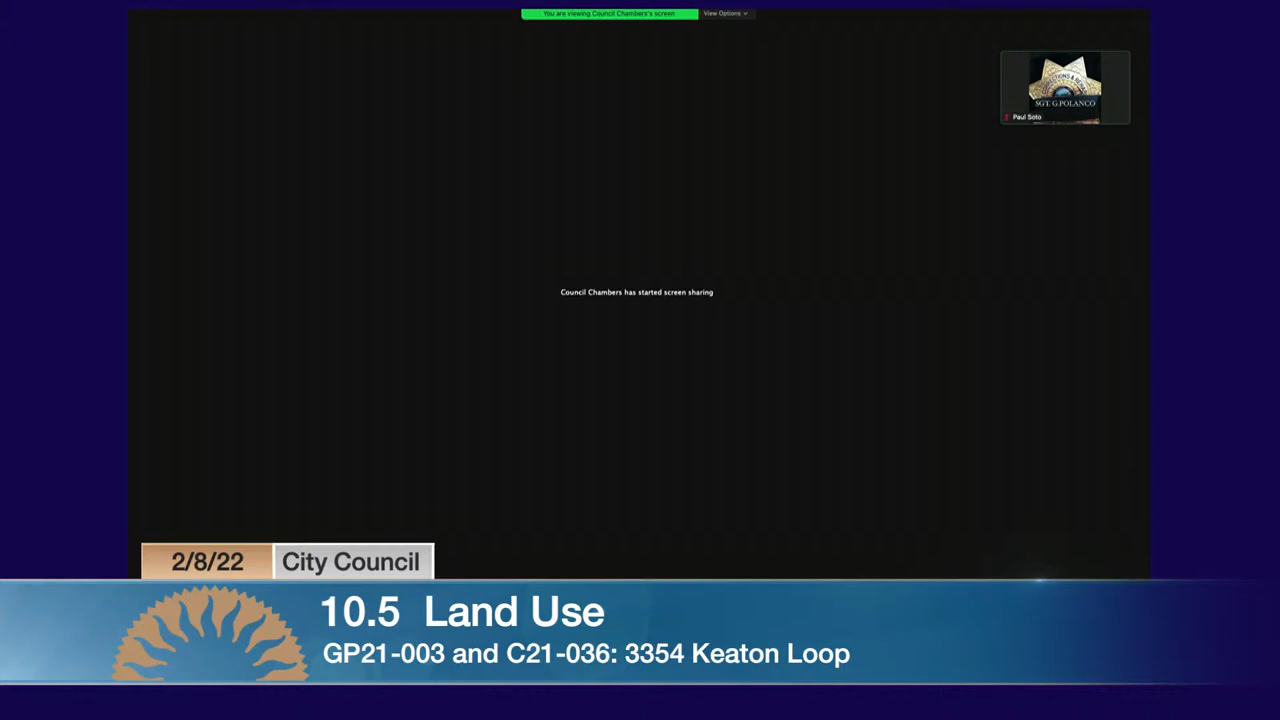 You are viewing Council Chambers's screen
View Options
SGT. G.POLANCO
Paul Soto
Council Chambers has started screen sharing
2/8/22
City Council
10.5 Land Use
GP21-003 and C21-036: 3354 Keaton Loop